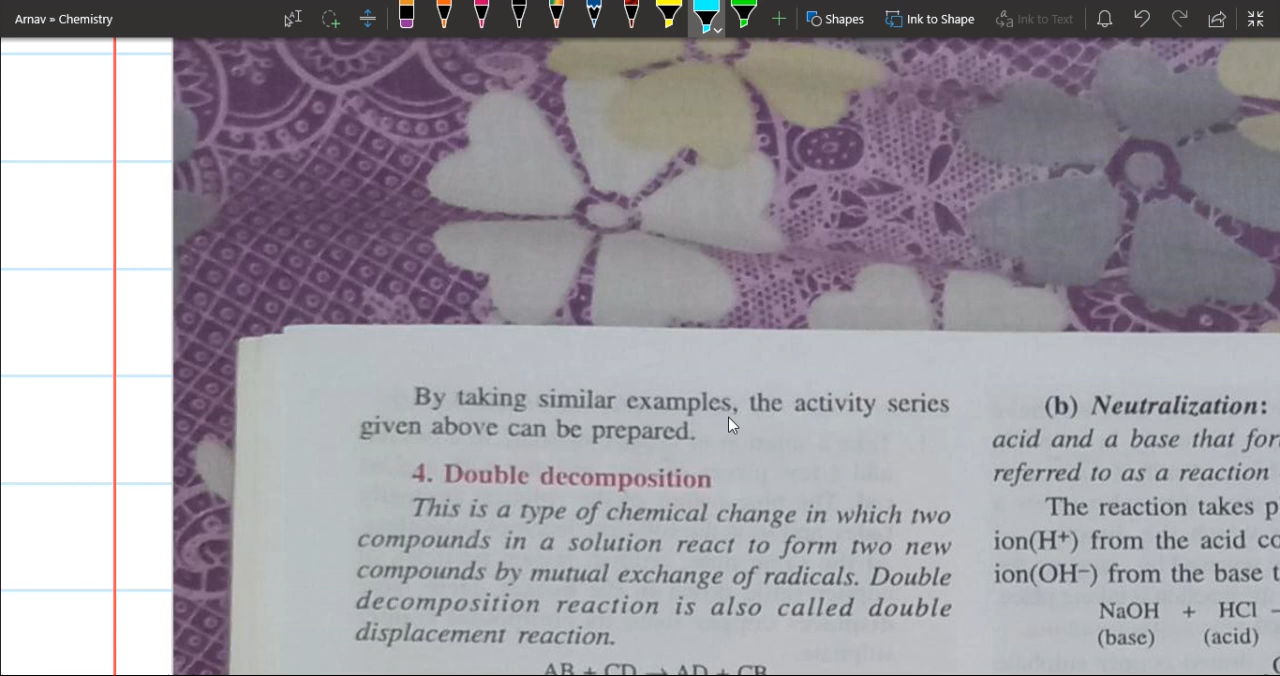 Arnav » Chemistry
Shapes
Ink to Shape
Ink to Text
By taking similar examples, the activity series
given above can be prepared.
4. Double decomposition
This is a type of chemical change in which two
compounds in a solution react to form two new
compounds by mutual exchange of radicals. Double
decomposition reaction is also called double
displacement reaction.
AB + CD → AD + CB
(b) Neutralization:
acid and a base that for
referred to as a reaction
The reaction takes p
ion(H⁺) from the acid co
ion(OH⁻) from the base t
NaOH + HCl
(base) (acid)